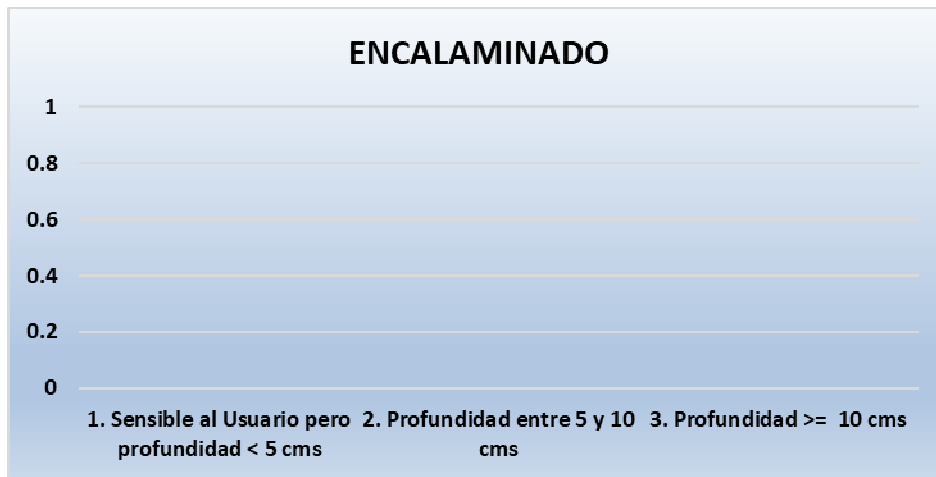 ENCALAMINADO
1
0.8
0.6
0.4
0.2
0
1. Sensible al Usuario pero
profundidad < 5 cms
2. Profundidad entre 5 y 10
cms
3. Profundidad >= 10 cms